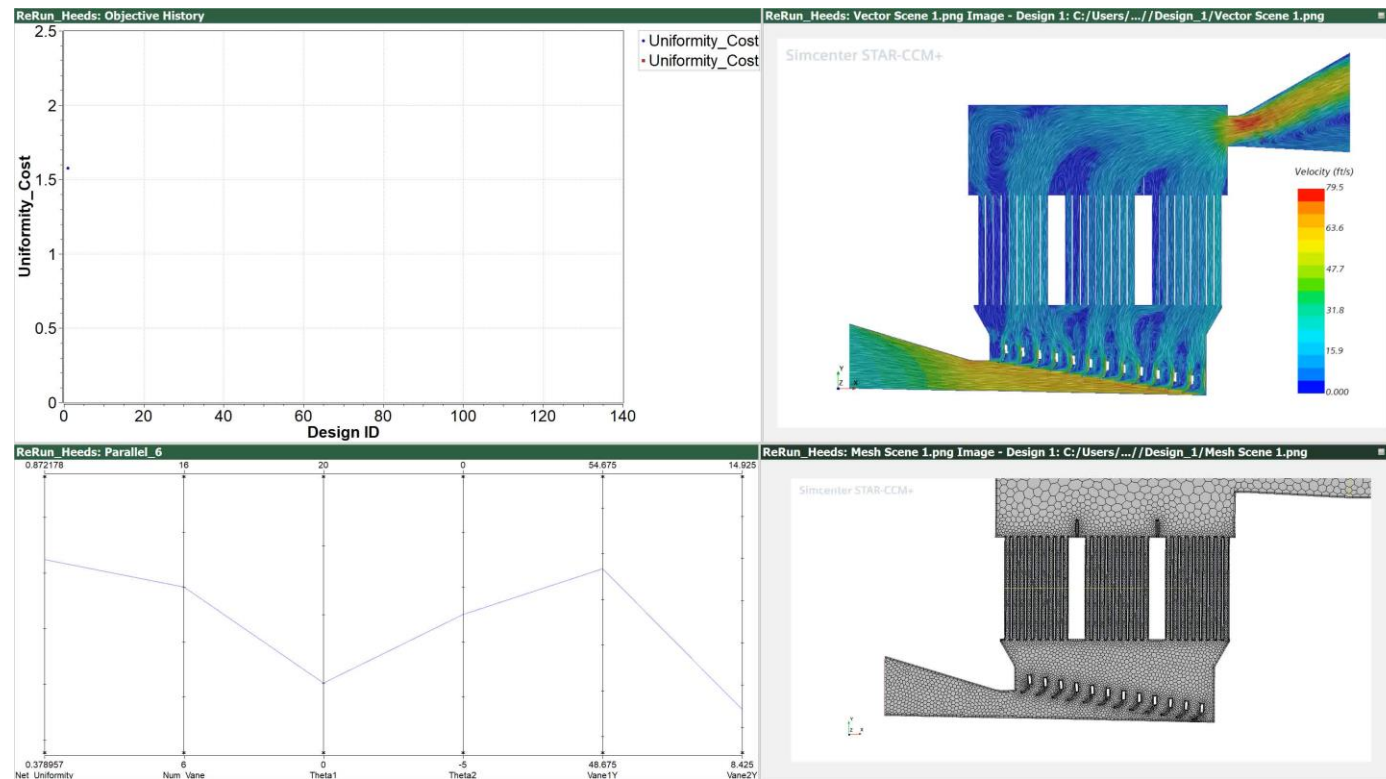 ReRun_Heeds: Objective History
2.5
2
1.5
1
0.5
0
Uniformity_Cost
0 20 40 60 80 100 120 140
Design ID
Uniformity_Cost
Uniformity_Cost
ReRun_Heeds: Vector Scene 1.png Image - Design 1: C:/Users/...//Design_1/Vector Scene 1.png
Simcenter STAR-CCM+
Velocity (ft/s)
79.5
63.6
47.7
31.8
15.9
0.000
Y
Z X
ReRun_Heeds: Parallel_6
0.872178 16 20 0 54.675 14.925
0.378957 6 0 -5 48.675 8.425
Net_Uniformity Num_Vane Theta1 Theta2 Vane1Y Vane2Y
ReRun_Heeds: Mesh Scene 1.png Image - Design 1: C:/Users/...//Design_1/Mesh Scene 1.png
Simcenter STAR-CCM+
Y
Z X